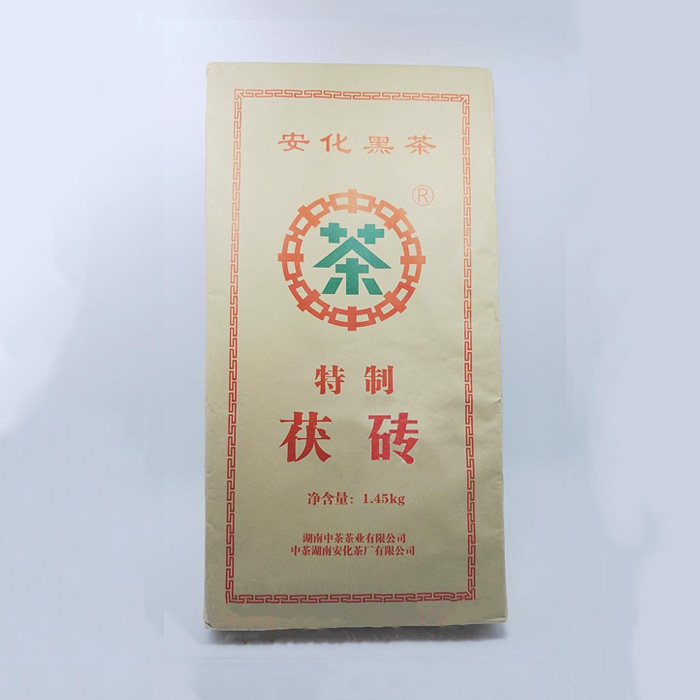 安化黑茶
®
茶
特制
茯砖
净含量：1.45kg
湖南中茶茶业有限公司
中茶湖南安化茶厂有限公司